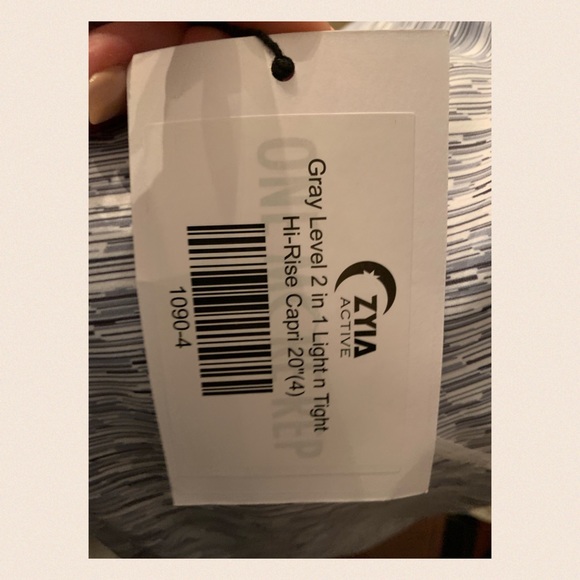 ZYIA
ACTIVE
Gray Level 2 in 1 Light n Tight
Hi-Rise Capri 20"(4)
1090-4